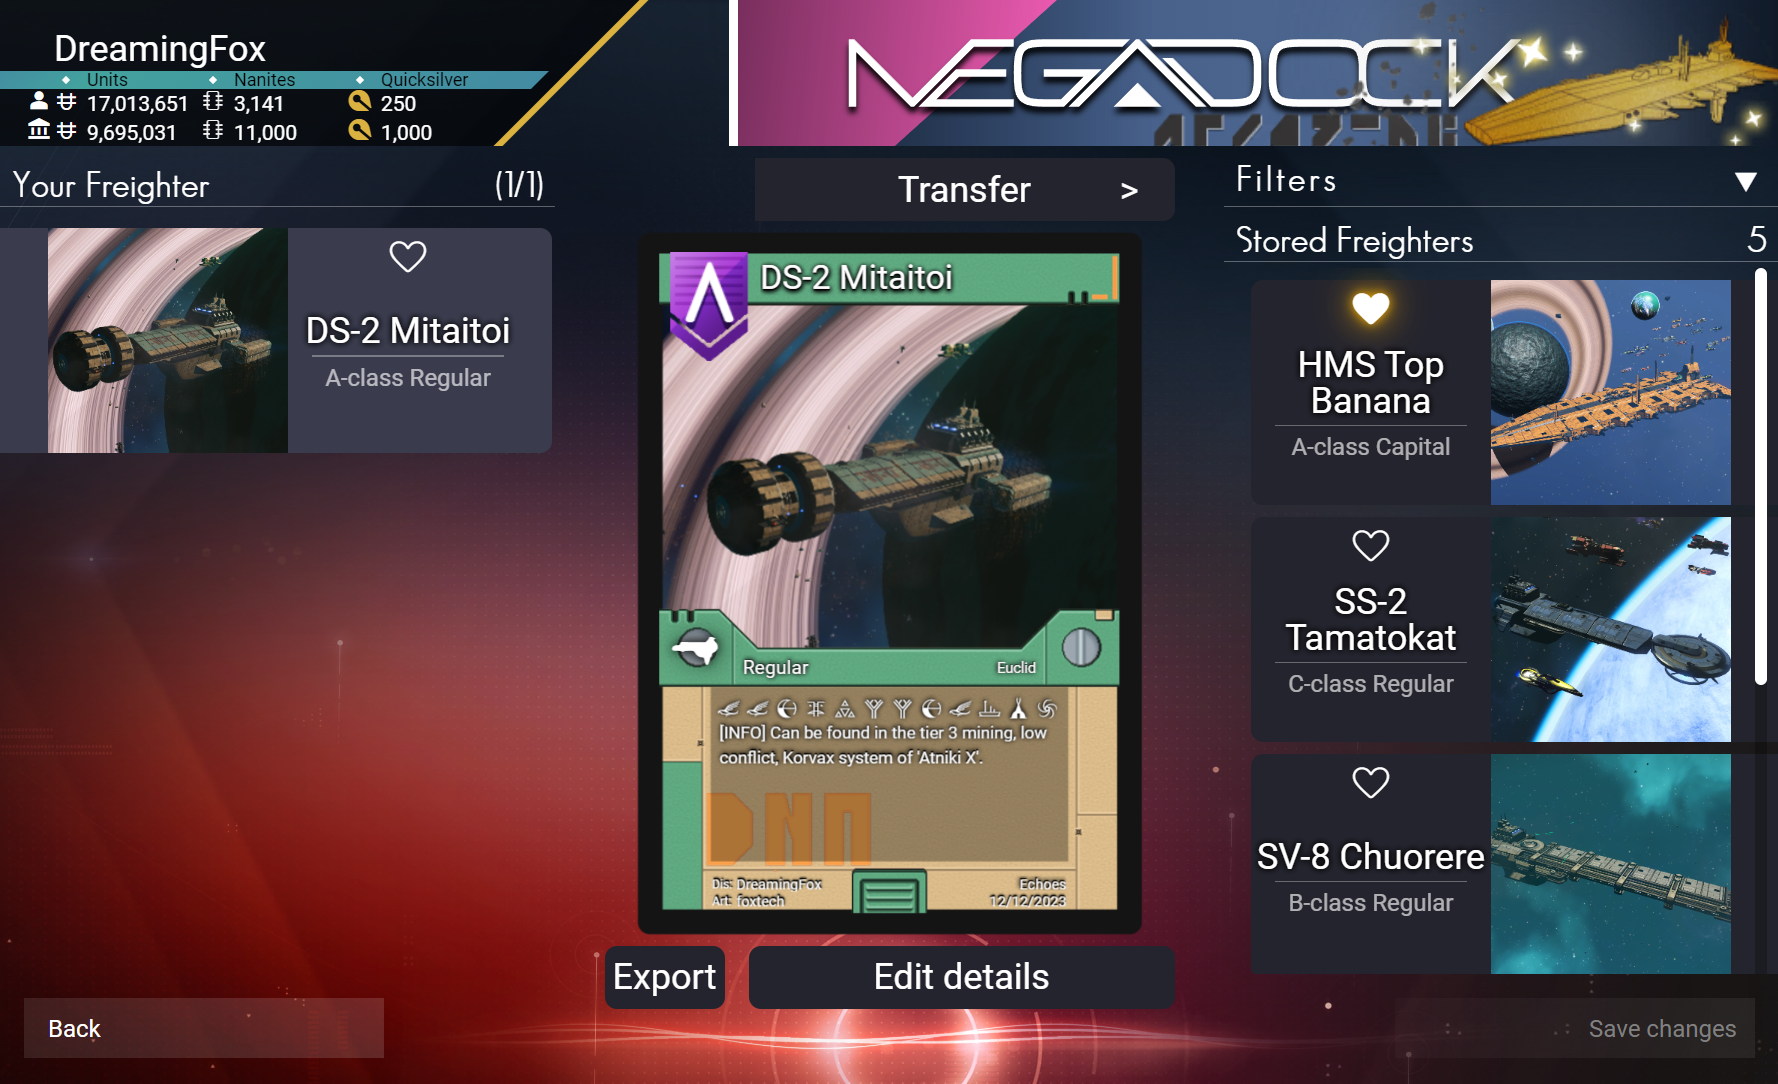 DreamingFox
Units Nanites Quicksilver
17,013,651 3,141 250
9,695,031 11,000 1,000
NEGADOCK
Your Freighter (1/1)
DS-2 Mitaitoi
A-class Regular
Transfer >
DS-2 Mitaitoi
Regular Euclid
[INFO] Can be found in the tier 3 mining, low
conflict, Korvax system of 'Atniki X'.
Dis: DreamingFox Echoes
Art: foxtech 12/12/2023
Export
Edit details
Filters
Stored Freighters 5
HMS Top
Banana
A-class Capital
SS-2
Tamatokat
C-class Regular
SV-8 Chuorere
B-class Regular
Back
Save changes